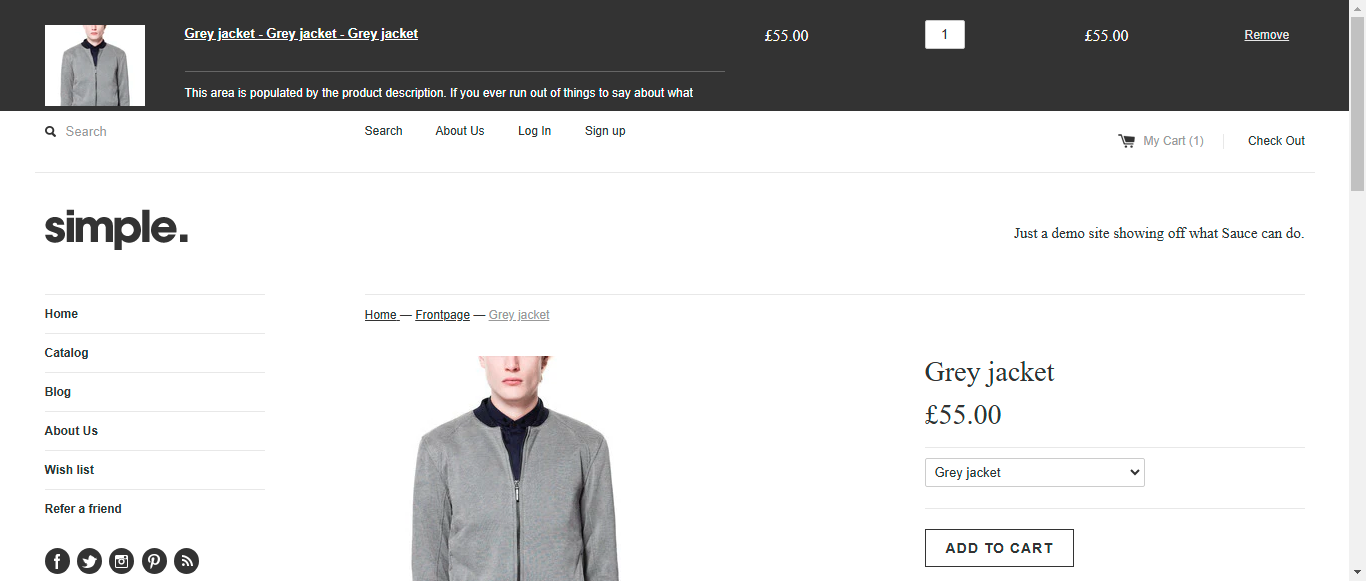 Grey jacket - Grey jacket - Grey jacket
£55.00
1
£55.00
Remove
This area is populated by the product description. If you ever run out of things to say about what
Search
Search
About Us
Log In
Sign up
My Cart (1)
Check Out
simple.
Just a demo site showing off what Sauce can do.
Home
Catalog
Blog
About Us
Wish list
Refer a friend
Home — Frontpage — Grey jacket
Grey jacket
£55.00
Grey jacket
ADD TO CART